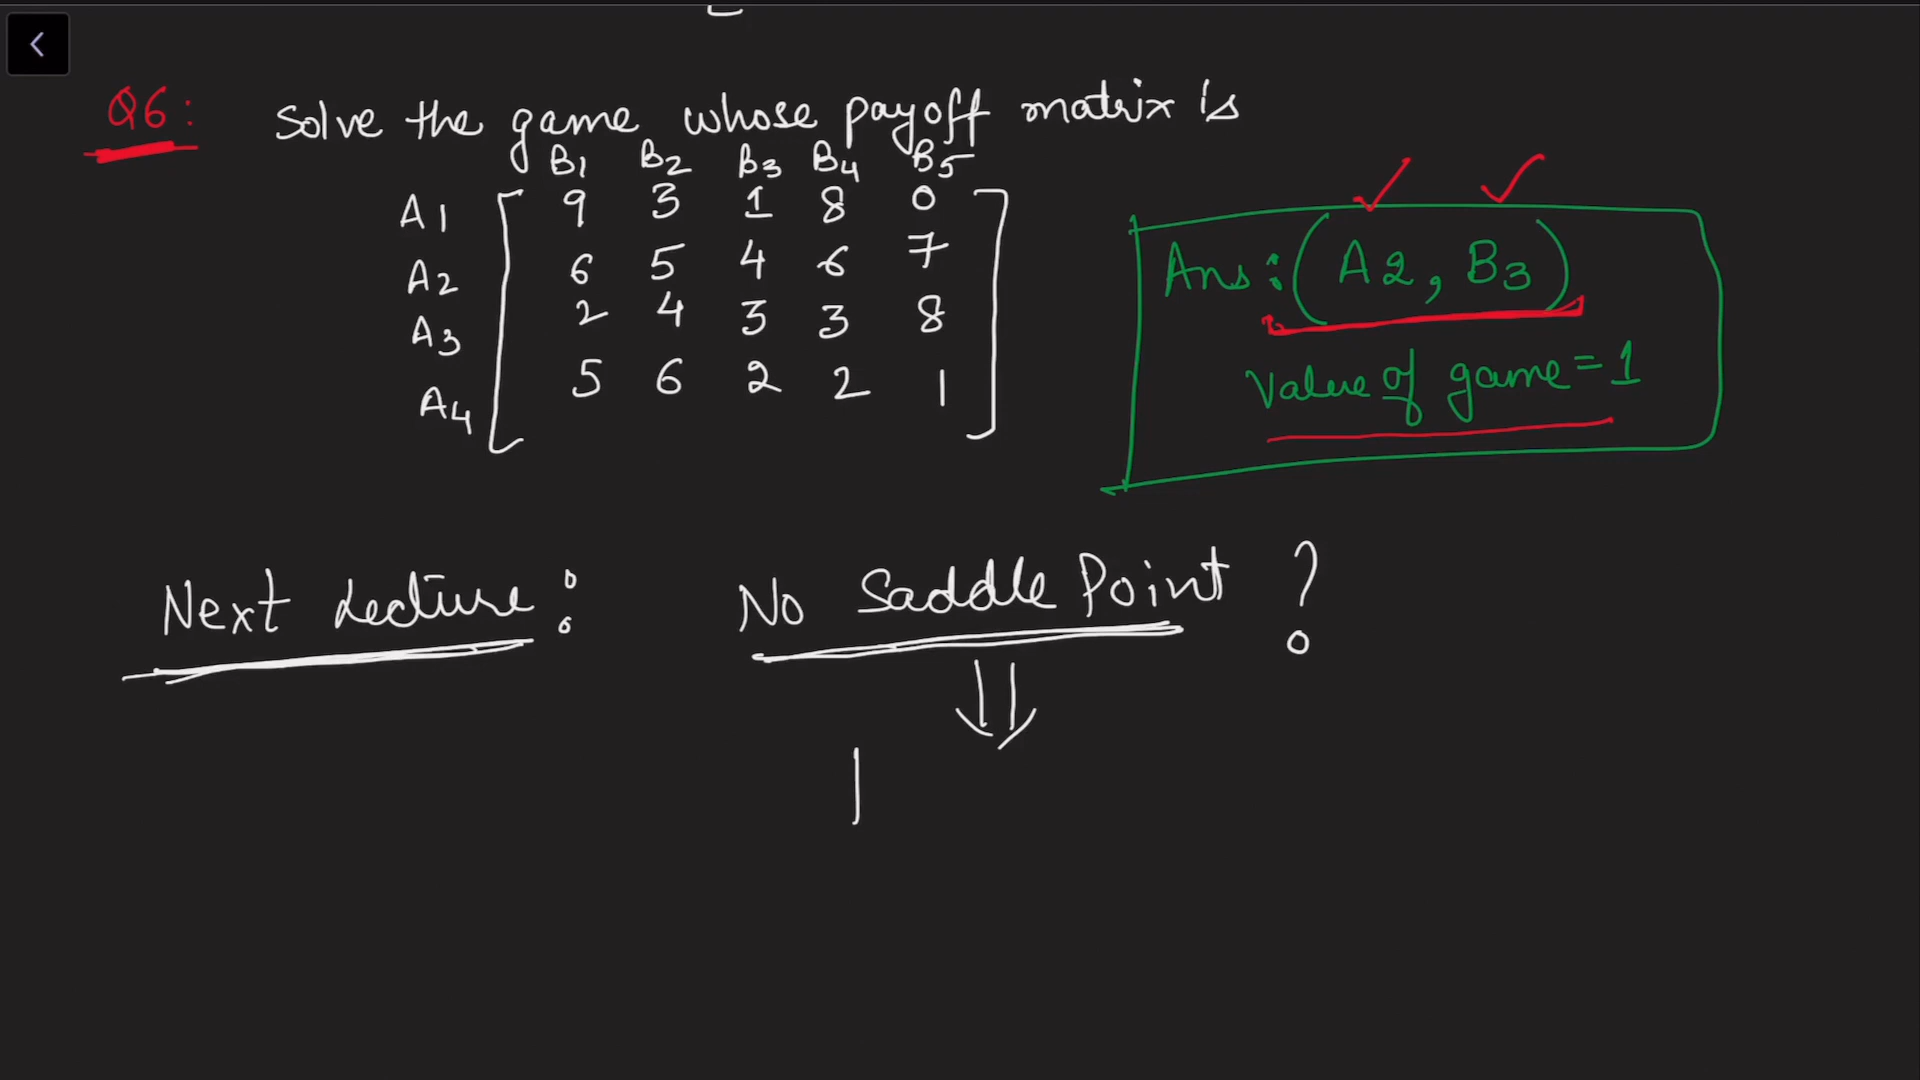 Q6: Solve the game whose payoff matrix is
B1 B2 B3 B4 B5
A1 9 3 1 8 0
A2 6 5 4 6 7
A3 2 4 3 3 8
A4 5 6 2 2 1
Ans: (A2, B3)
Value of game = 1
Next Lecture: No Saddle Point ?